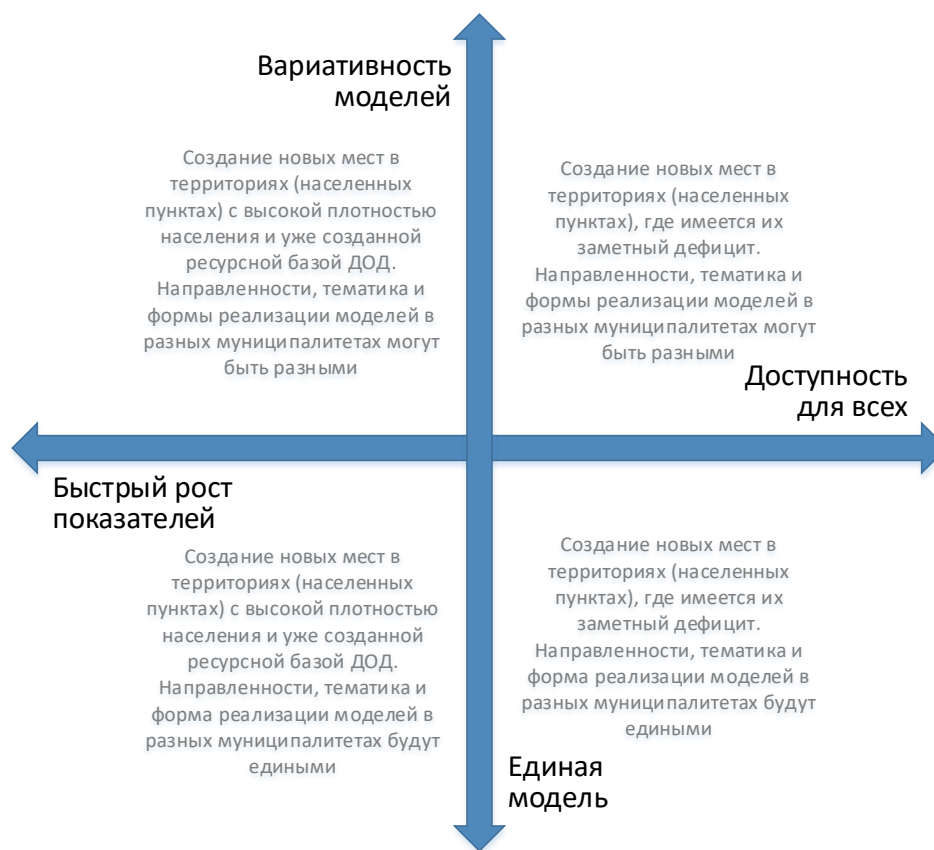 Вариативность
моделей
Создание новых мест в
территориях (населенных
пунктах) с высокой плотностью
населения и уже созданной
ресурсной базой ДОД.
Направленности, тематика и
формы реализации моделей в
разных муниципалитетах могут
быть разными
Создание новых мест в
территориях (населенных
пунктах), где имеется их
заметный дефицит.
Направленности, тематика и
формы реализации моделей в
разных муниципалитетах могут
быть разными
Доступность
для всех
Быстрый рост
показателей
Создание новых мест в
территориях (населенных
пунктах) с высокой плотностью
населения и уже созданной
ресурсной базой ДОД.
Направленности, тематика и
форма реализации моделей в
разных муниципалитетах будут
едиными
Создание новых мест в
территориях (населенных
пунктах), где имеется их
заметный дефицит.
Направленности, тематика и
форма реализации моделей в
разных муниципалитетах будут
едиными
Единая
модель